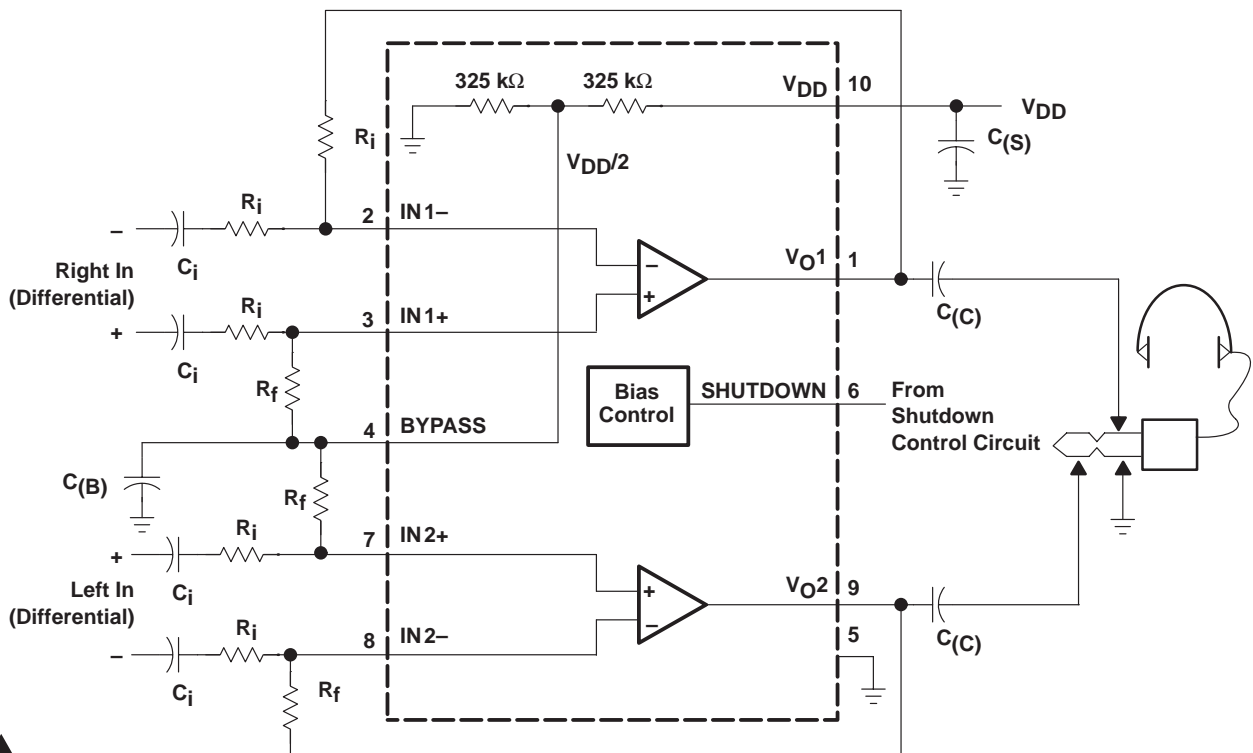 325 kΩ
325 kΩ
VDD
10
VDD
C(S)
Ri
VDD/2
Ri
2
IN1–
–
Ci
Right In
(Differential)
–
+
VO1
1
C(C)
+
Ri
3
IN1+
Ci
Rf
Bias
Control
SHUTDOWN
6
From
Shutdown
Control Circuit
4
BYPASS
C(B)
Rf
Ri
7
IN2+
+
Ci
Left In
(Differential)
+
–
VO2
9
5
C(C)
Ri
8
IN2–
–
Ci
Rf